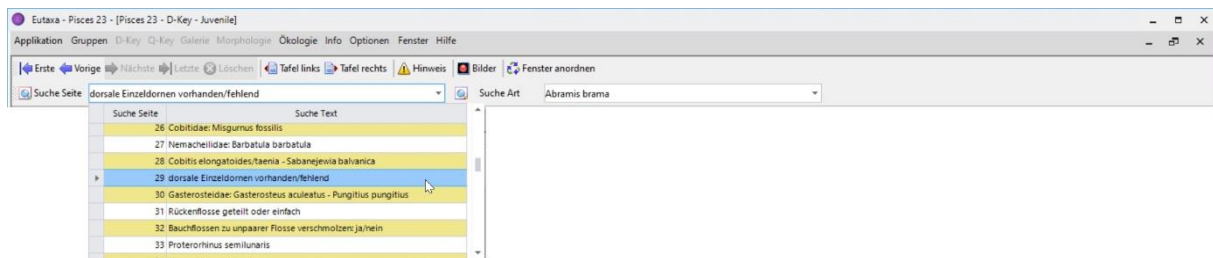 Eutaxa - Pisces 23 - [Pisces 23 - D-Key - Juvenile]
Applikation Gruppen D-Key Q-Key Galerie Morphologie Ökologie Info Optionen Fenster Hilfe
Erste Vorige Nächste Letzte Löschen Tafel links Tafel rechts Hinweis Bilder Fenster anordnen
Suche Seite dorsale Einzeldornen vorhanden/fehlend Suche Art Abramis brama
Suche Seite Suche Text
26 Cobitidae: Misgurnus fossilis
27 Nemacheilidae: Barbatula barbatula
28 Cobitis elongatoides/taenia - Sabanejewia balvanica
29 dorsale Einzeldornen vorhanden/fehlend
30 Gasterosteidae: Gasterosteus aculeatus - Pungitius pungitius
31 Rückenflosse geteilt oder einfach
32 Bauchflossen zu unpaarer Flosse verschmolzen: ja/nein
33 Proterorhinus semilunaris